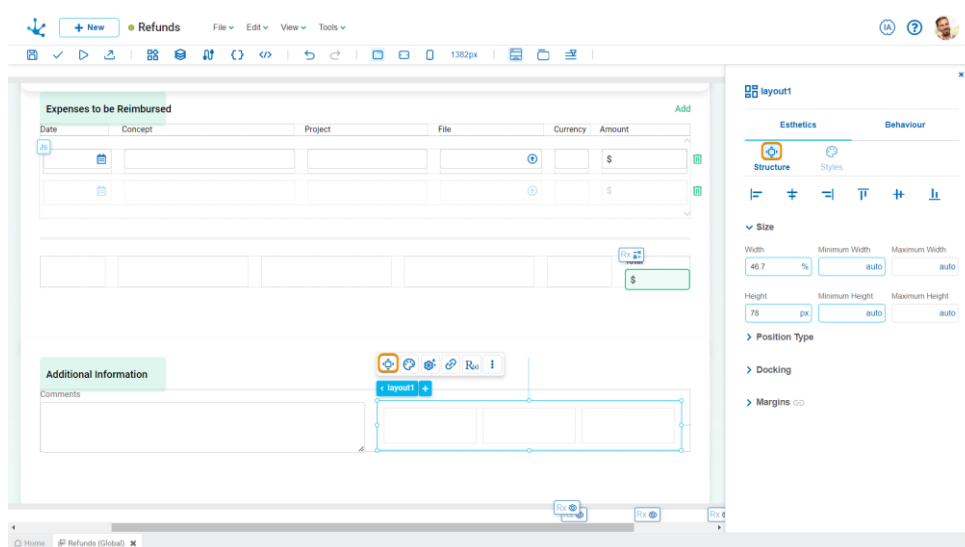 + New
Refunds
File
Edit
View
Tools
IA
?
1382px
Expenses to be Reimbursed
Add
Date
Concept
Project
File
Currency
Amount
Js
$
$
Rx
$
Additional Information
layout1
+
Comments
Rx
Rx
Rx
Home
Refunds (Global)
layout1
Esthetics
Behaviour
Structure
Styles
Size
Width
Minimum Width
Maximum Width
46.7 %
auto
auto
Height
Minimum Height
Maximum Height
78 px
auto
auto
Position Type
Docking
Margins